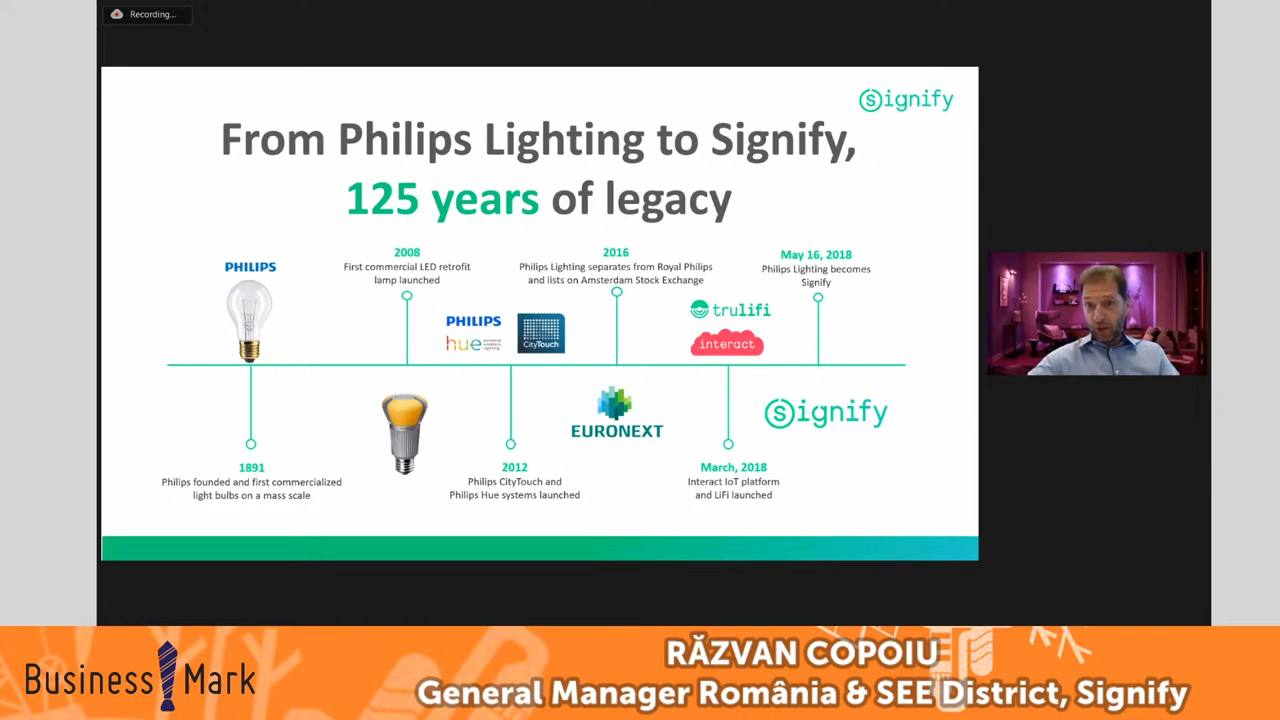 Recording...
signify
From Philips Lighting to Signify,
125 years of legacy
PHILIPS
2008
First commercial LED retrofit
lamp launched
2016
Philips Lighting separates from Royal Philips
and lists on Amsterdam Stock Exchange
May 16, 2018
Philips Lighting becomes
Signify
PHILIPS
hue personal
wireless
lighting
CityTouch
trulifi
interact
EURONEXT
signify
1891
Philips founded and first commercialized
light bulbs on a mass scale
2012
Philips CityTouch and
Philips Hue systems launched
March, 2018
Interact IoT platform
and LiFi launched
Business Mark
RĂZVAN COPOIU
General Manager România & SEE District, Signify